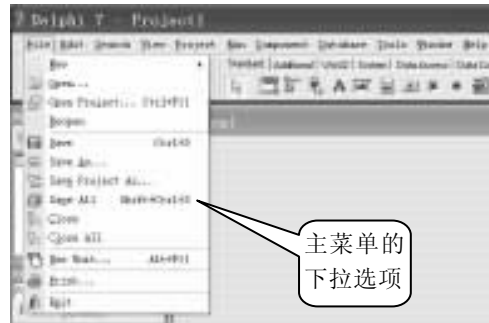 Delphi 7 - Project1
File Edit Search View Project Run Component Database Tools Window Help
New
Standard Additional Win32 System Data Access
Open...
Open Project... Ctrl+F11
Reopen
Save Ctrl+S
Save As...
Save Project As...
Save All Shift+Ctrl+S
Close
Close All
Use Unit... Alt+F11
Print...
Exit
主菜单的
下拉选项